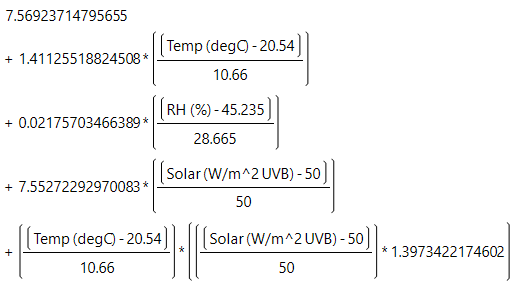 7.56923714795655
+ 1.41125518824508 * ((Temp (degC) - 20.54) / 10.66)
+ 0.02175703466389 * ((RH (%) - 45.235) / 28.665)
+ 7.55272292970083 * ((Solar (W/m^2 UVB) - 50) / 50)
+ ((Temp (degC) - 20.54) / 10.66) * (((Solar (W/m^2 UVB) - 50) / 50) * 1.3973422174602)